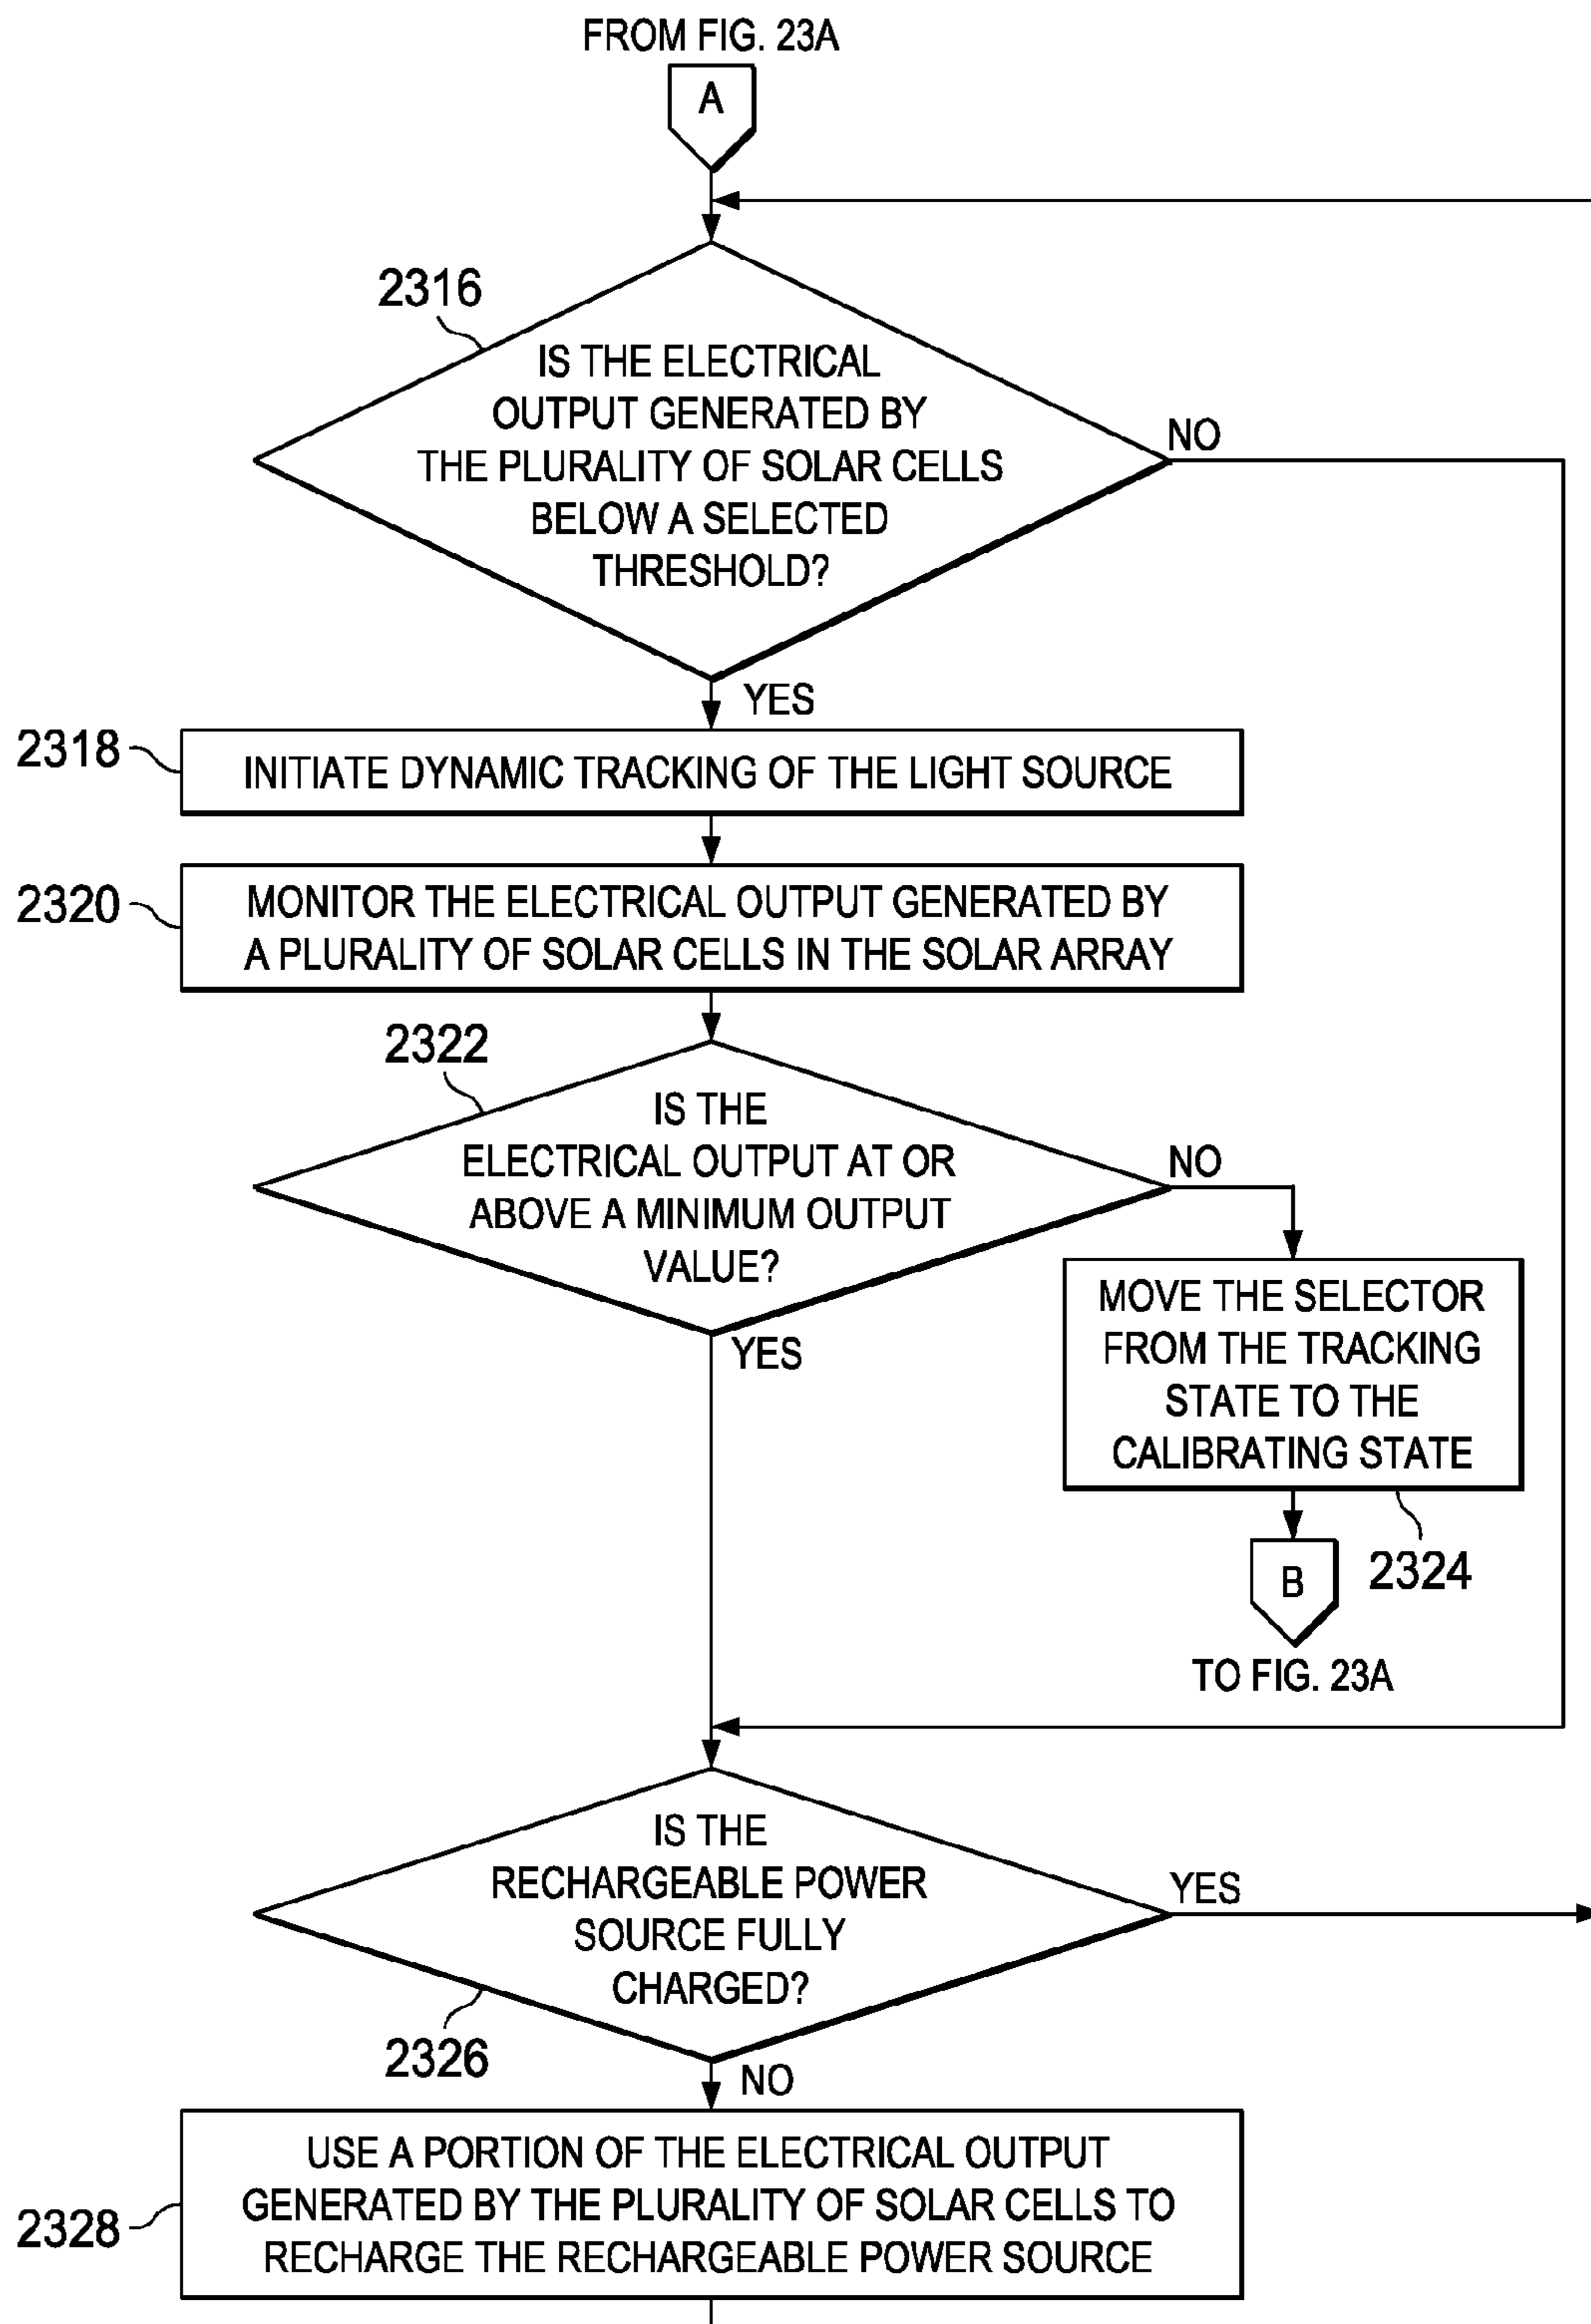 FROM FIG. 23A
A
2316
IS THE ELECTRICAL
OUTPUT GENERATED BY
THE PLURALITY OF SOLAR CELLS
BELOW A SELECTED
THRESHOLD?
NO
YES
2318
INITIATE DYNAMIC TRACKING OF THE LIGHT SOURCE
2320
MONITOR THE ELECTRICAL OUTPUT GENERATED BY
A PLURALITY OF SOLAR CELLS IN THE SOLAR ARRAY
2322
IS THE
ELECTRICAL OUTPUT AT OR
ABOVE A MINIMUM OUTPUT
VALUE?
NO
YES
MOVE THE SELECTOR
FROM THE TRACKING
STATE TO THE
CALIBRATING STATE
2324
B
TO FIG. 23A
IS THE
RECHARGEABLE POWER
SOURCE FULLY
CHARGED?
YES
2326
NO
2328
USE A PORTION OF THE ELECTRICAL OUTPUT
GENERATED BY THE PLURALITY OF SOLAR CELLS TO
RECHARGE THE RECHARGEABLE POWER SOURCE